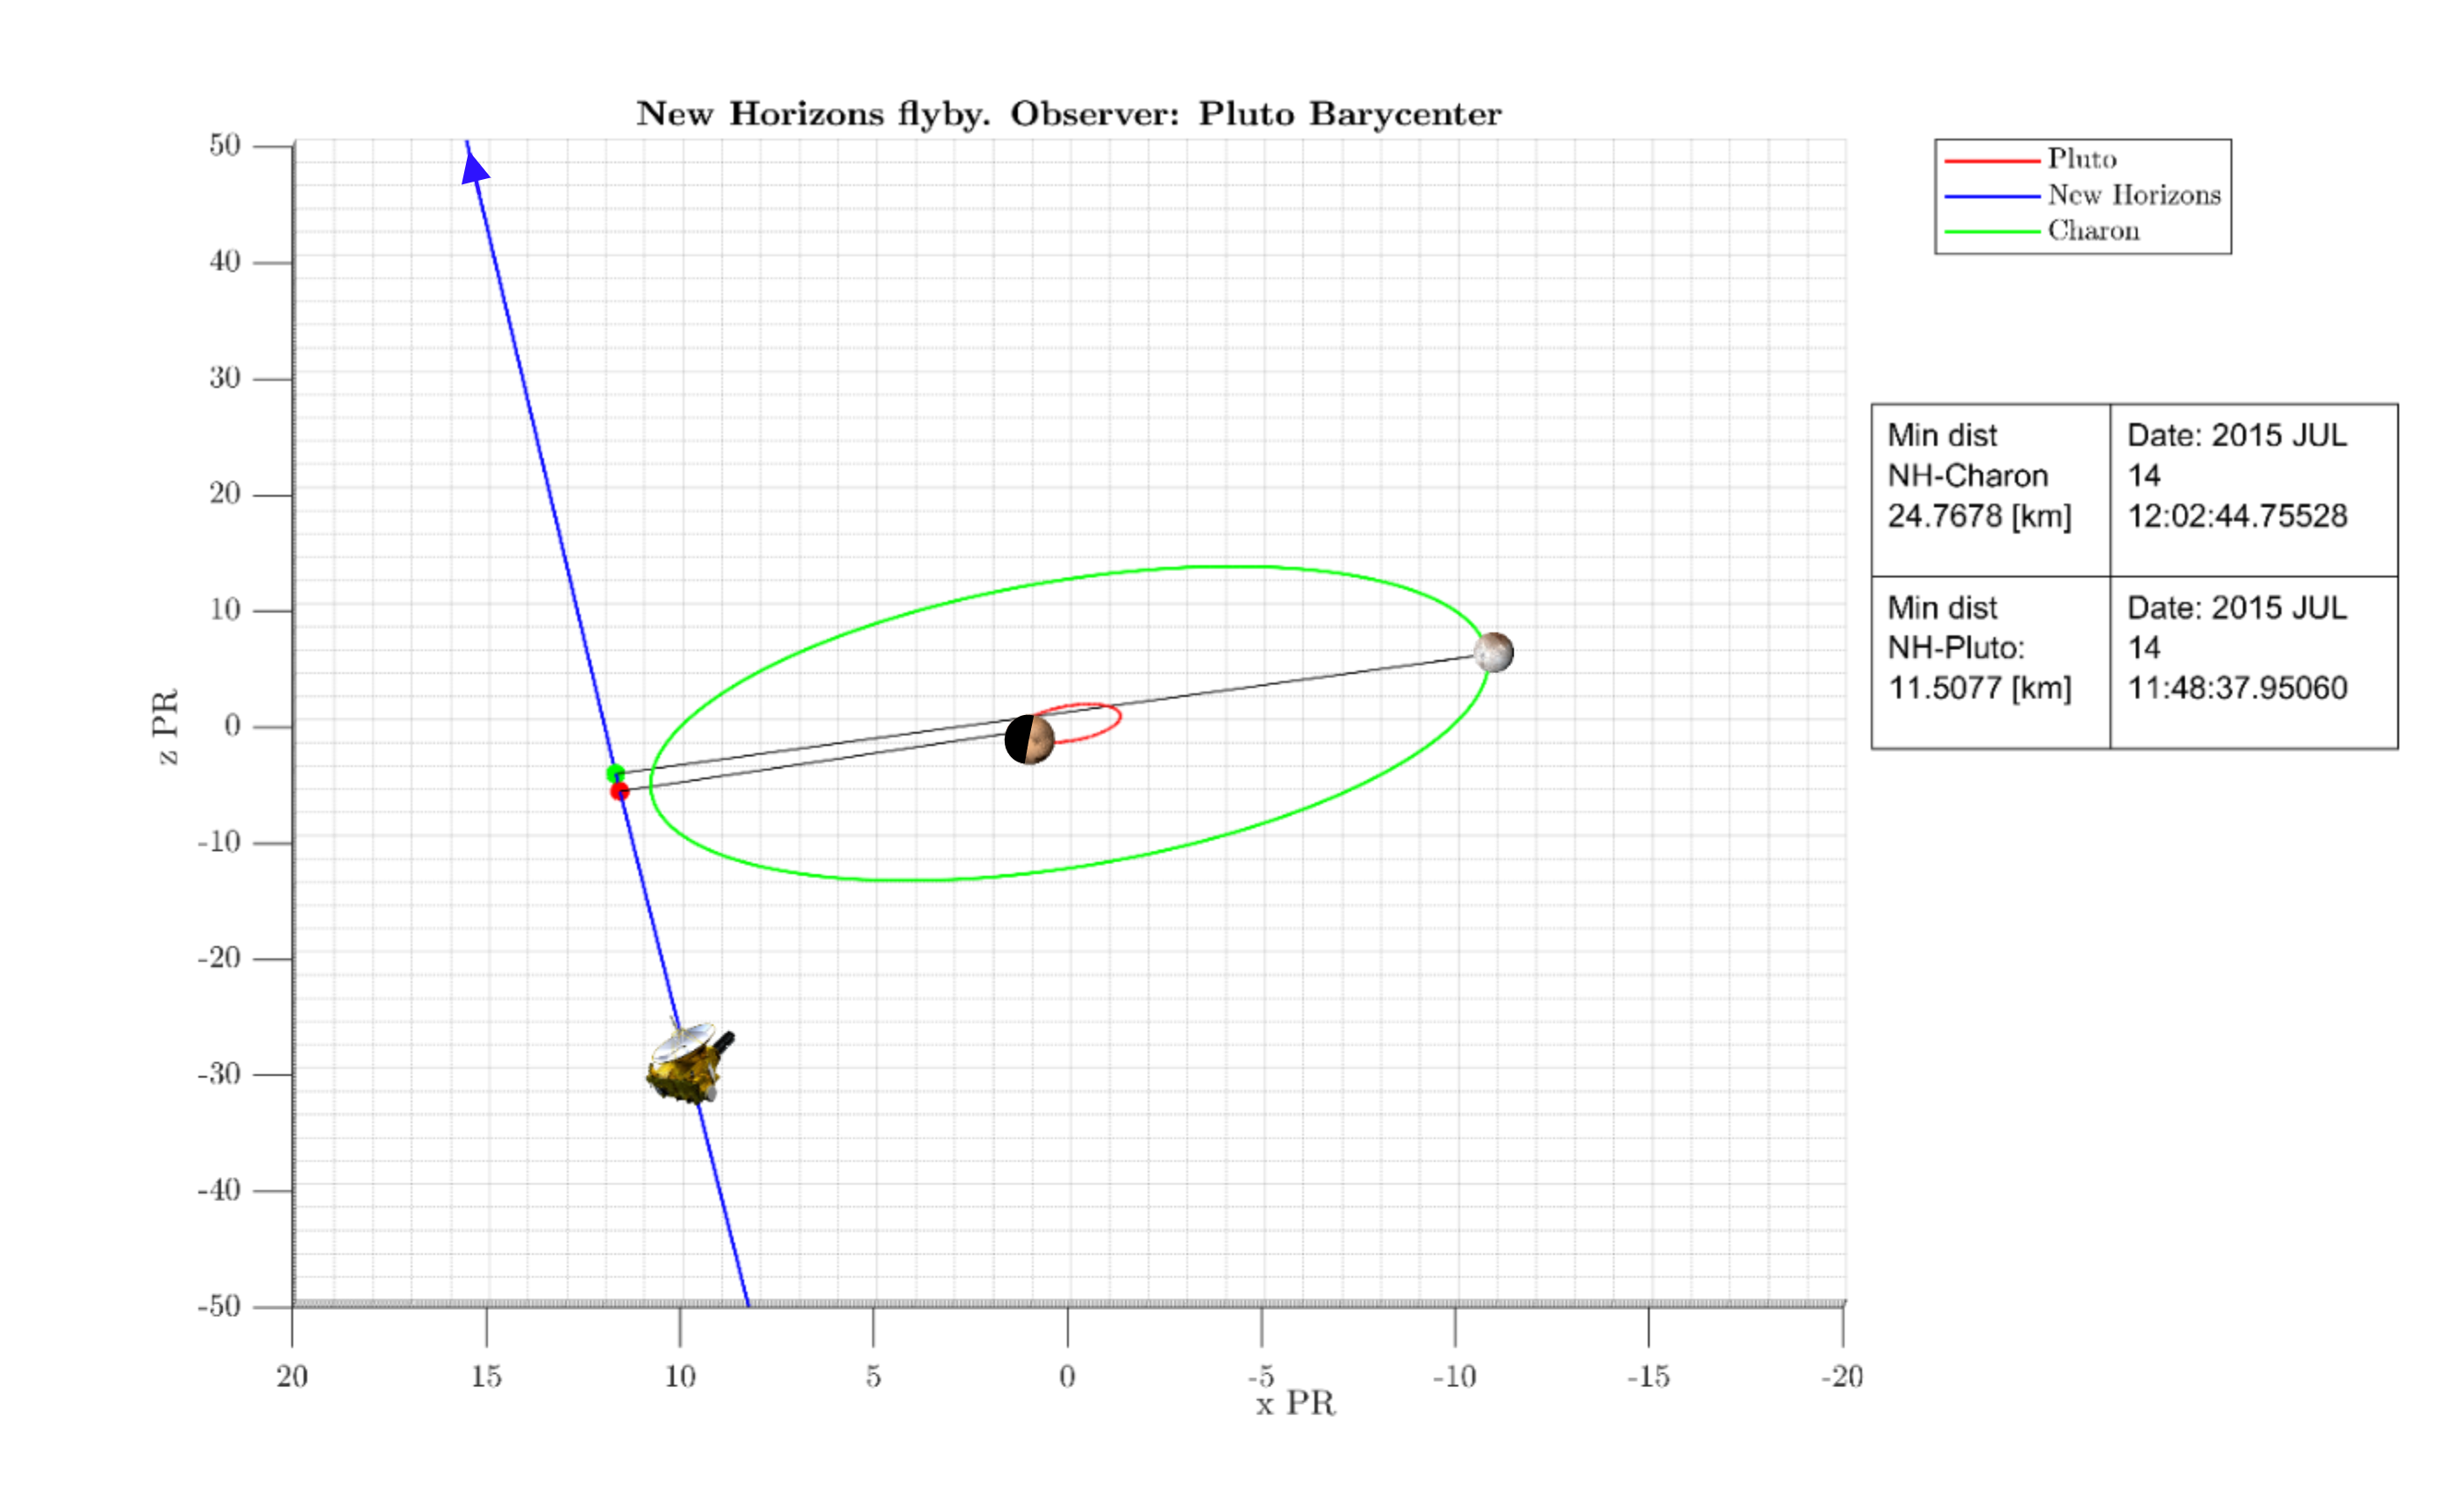 New Horizons flyby. Observer: Pluto Barycenter
50
40
30
20
10
0
-10
-20
-30
-40
-50
z PR
20
15
10
5
0
-5
-10
-15
-20
x PR
Pluto
New Horizons
Charon
Min dist
NH-Charon
24.7678 [km]
Date: 2015 JUL
14
12:02:44.75528
Min dist
NH-Pluto:
11.5077 [km]
Date: 2015 JUL
14
11:48:37.95060